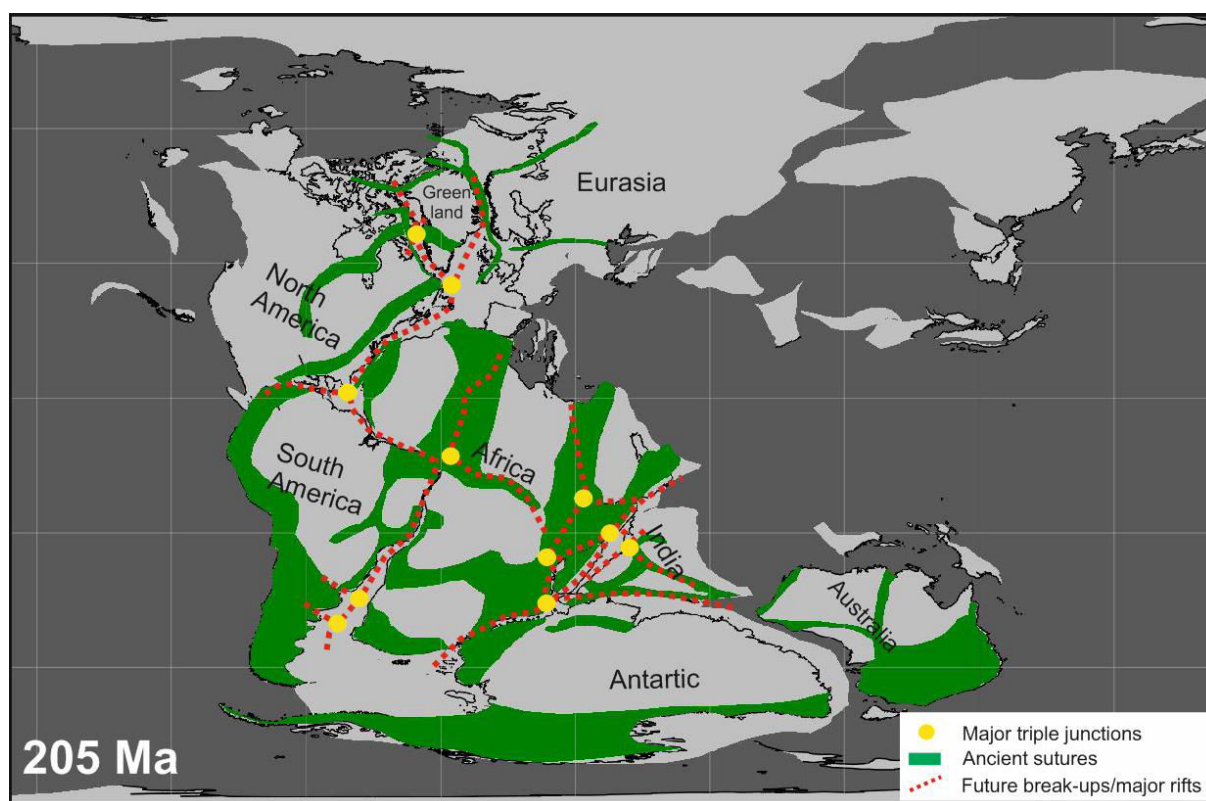 Eurasia
Green
land
North
America
Africa
South
America
India
Australia
Antartic
205 Ma
Major triple junctions
Ancient sutures
Future break-ups/major rifts